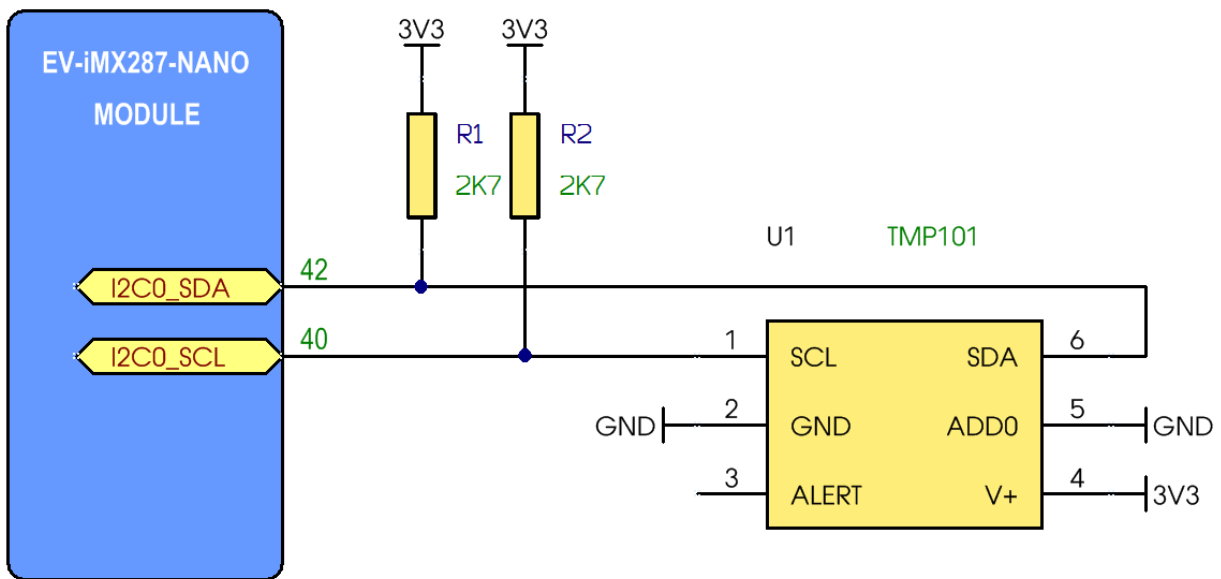 3V3 3V3
EV-iMX287-NANO
MODULE
R1 R2
2K7 2K7
U1 TMP101
I2C0_SDA 42
I2C0_SCL 40
1 SCL SDA 6
GND 2 GND ADD0 5 GND
3 ALERT V+ 4 3V3